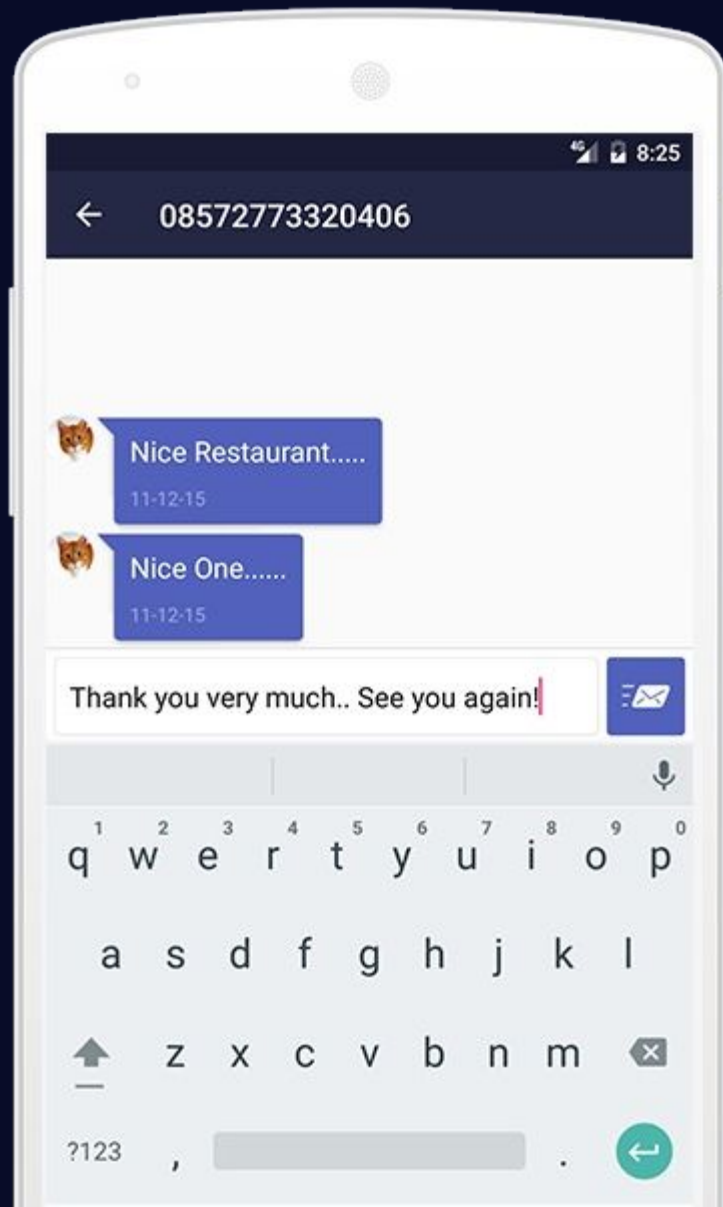 4G 8:25
08572773320406
Nice Restaurant.....
11-12-15
Nice One......
11-12-15
Thank you very much.. See you again!
1 2 3 4 5 6 7 8 9 0
q w e r t y u i o p
a s d f g h j k l
z x c v b n m
?123 , .